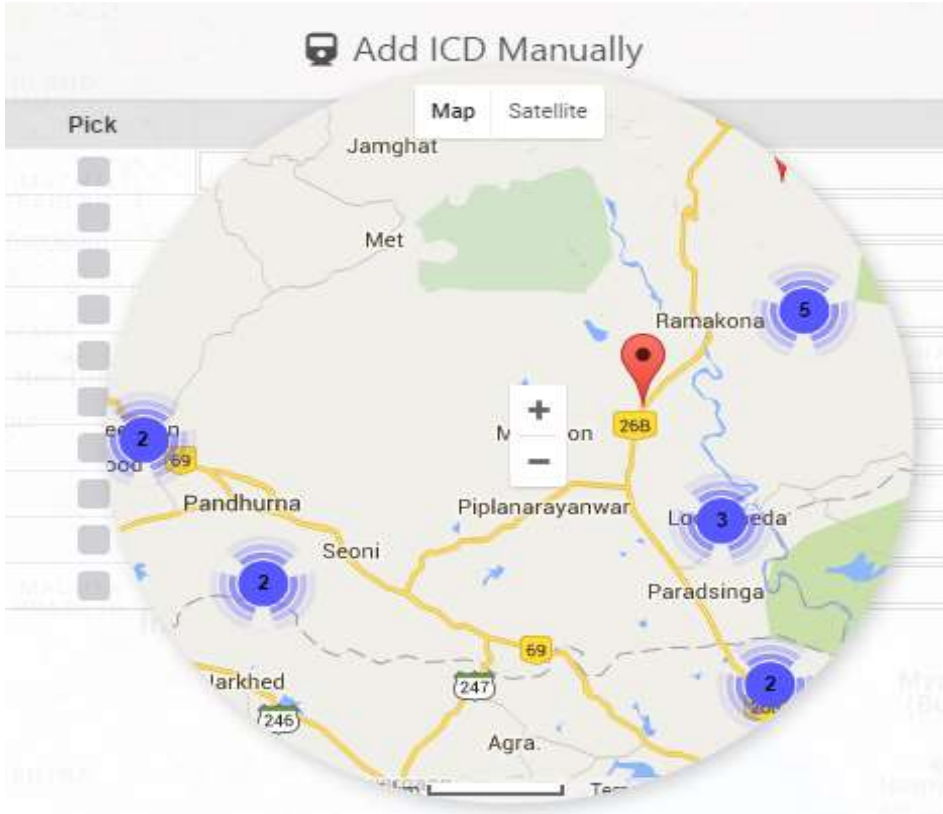 Add ICD Manually
Pick
Map Satellite
Jamghat
Met
Ramakona
5
26B
2
69
Pandhurna
Piplanarayanwar
3
Seoni
2
Paradsinga
69
2
247
246
Agra.